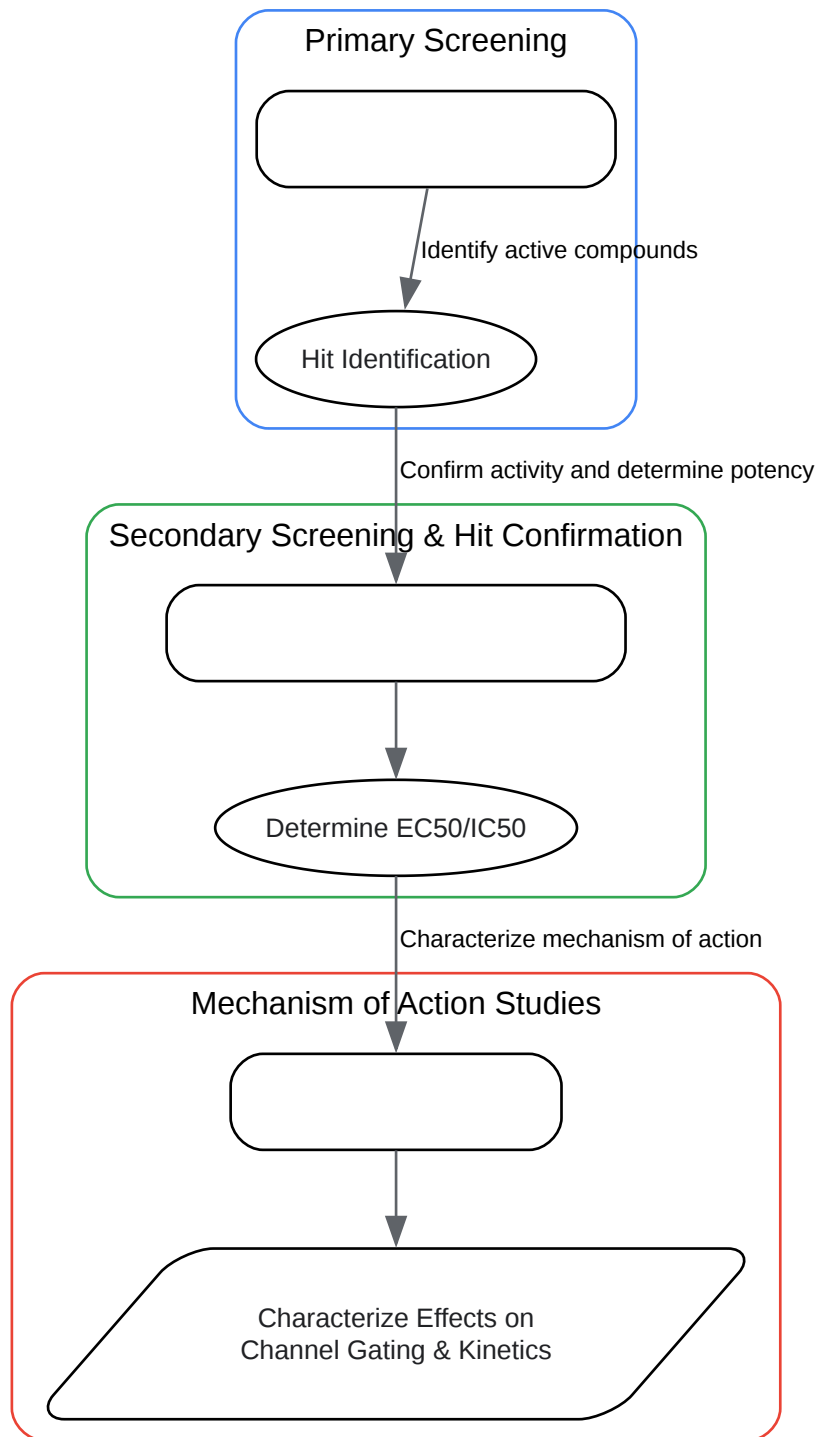 Primary Screening
Identify active compounds
Hit Identification
Confirm activity and determine potency
Secondary Screening & Hit Confirmation
Determine EC50/IC50
Characterize mechanism of action
Mechanism of Action Studies
Characterize Effects on
Channel Gating & Kinetics